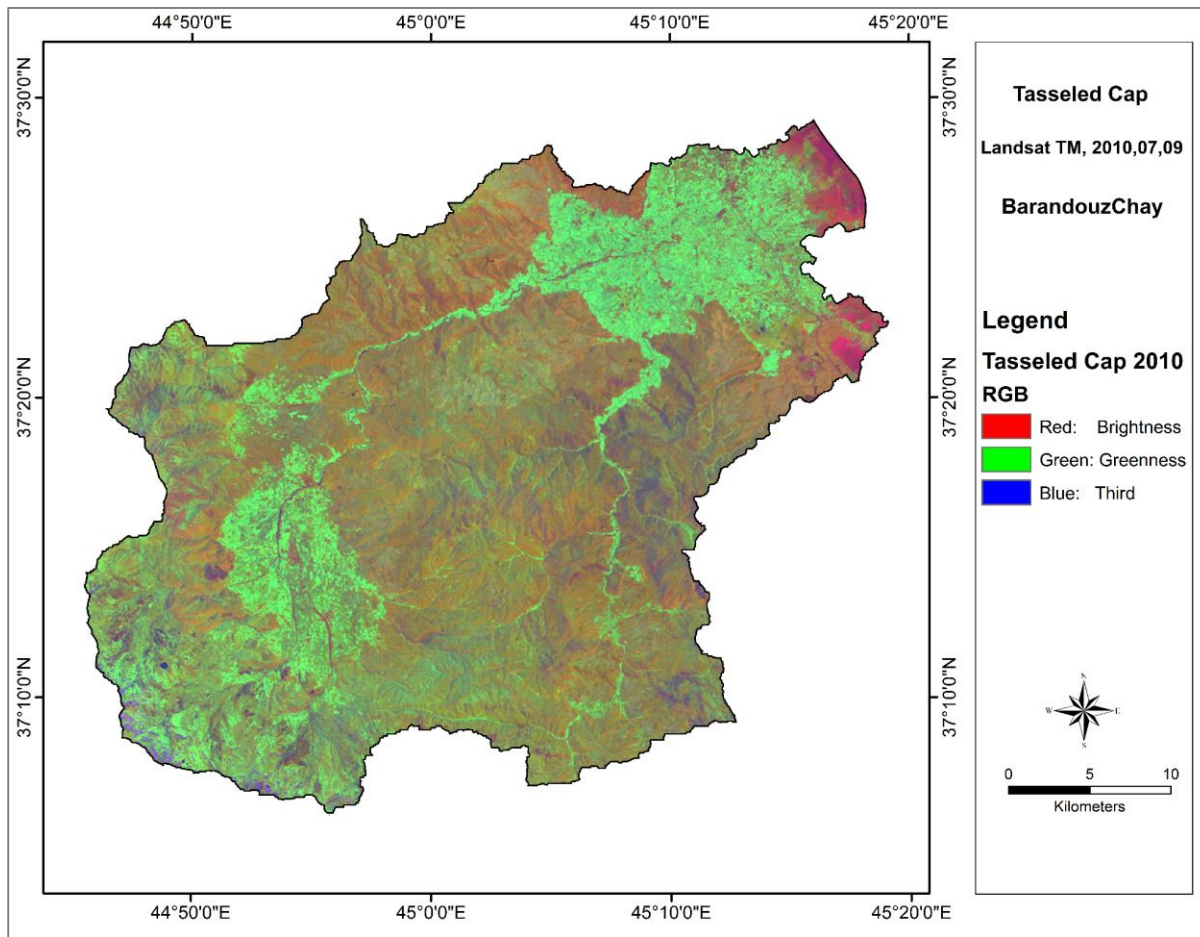 44°50'0"E 45°0'0"E 45°10'0"E 45°20'0"E
37°30'0"N 37°30'0"N
37°20'0"N 37°20'0"N
37°10'0"N 37°10'0"N
44°50'0"E 45°0'0"E 45°10'0"E 45°20'0"E
Tasseled Cap
Landsat TM, 2010,07,09
BarandouzChay
Legend
Tasseled Cap 2010
RGB
Red: Brightness
Green: Greenness
Blue: Third
N
W E
S
0 5 10
Kilometers